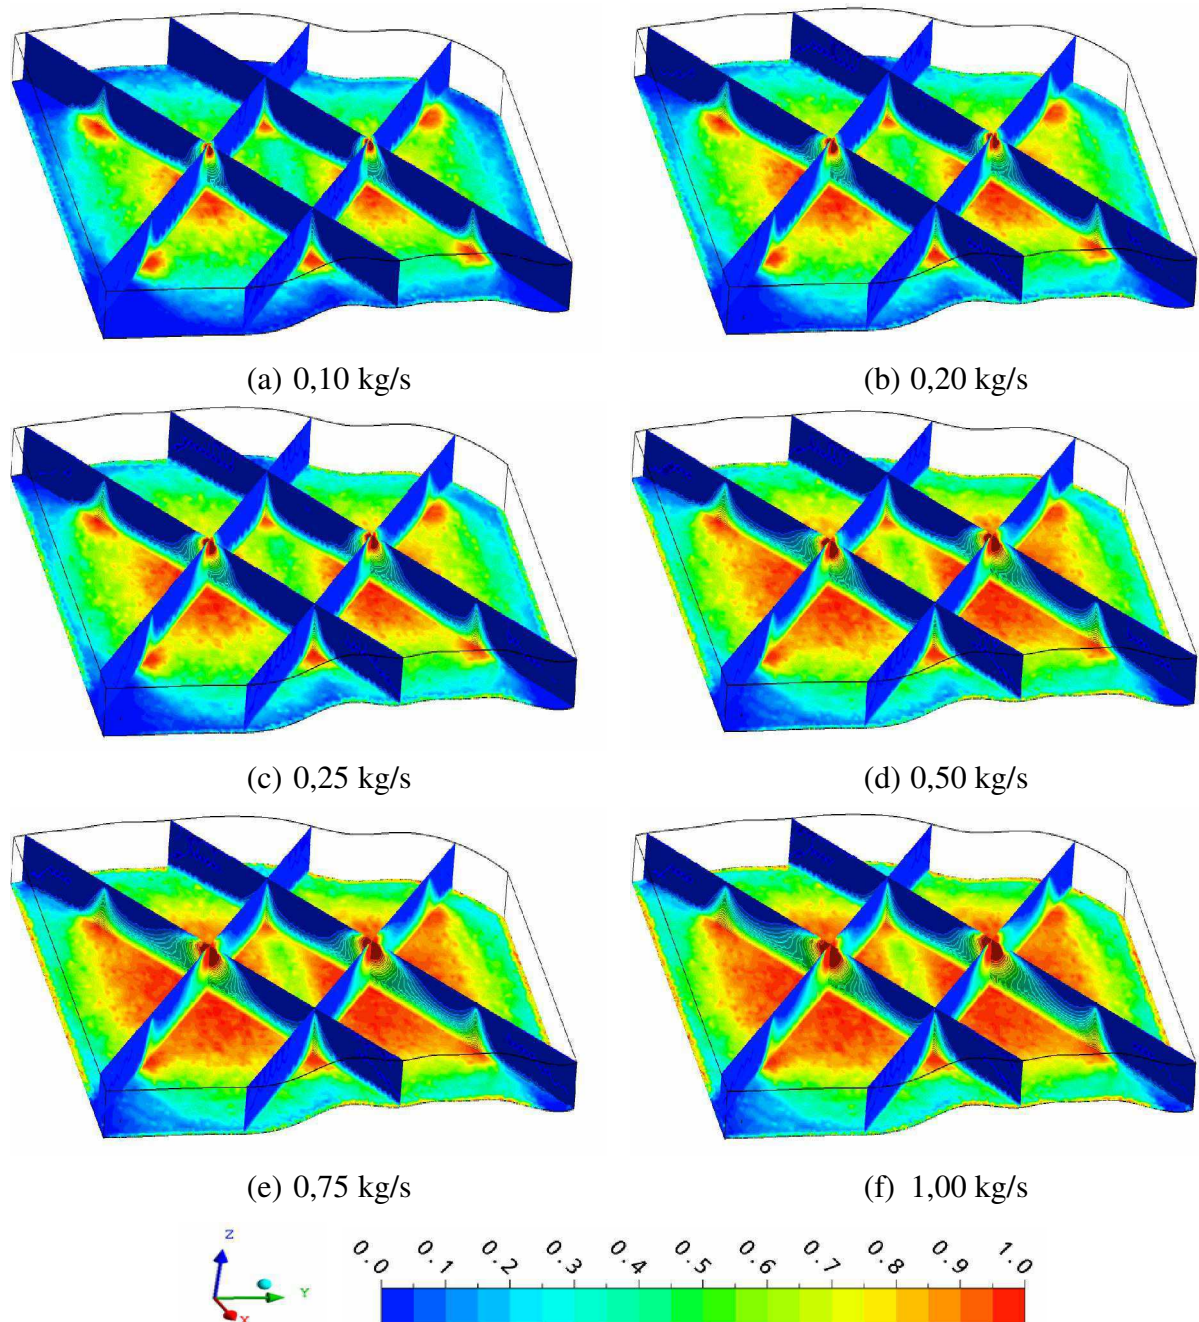 (a) 0,10 kg/s
(b) 0,20 kg/s
(c) 0,25 kg/s
(d) 0,50 kg/s
(e) 0,75 kg/s
(f) 1,00 kg/s
Z
Y
X
0.0 0.1 0.2 0.3 0.4 0.5 0.6 0.7 0.8 0.9 1.0